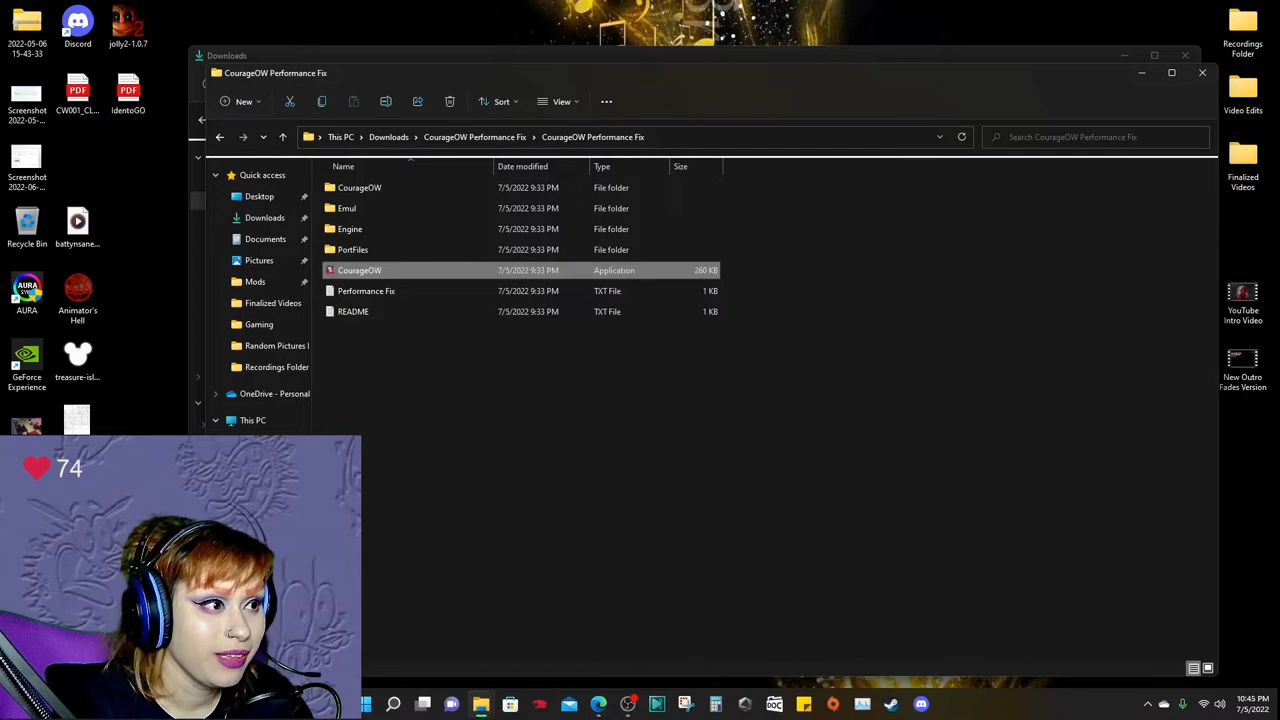 2022-05-06
15-43-33
Discord
jolly2-1.0.7
Screenshot
2022-05-...
CW001_CL...
IdentoGO
Screenshot
2022-06-...
Recycle Bin
battynsane...
AURA
Animator's
Hell
GeForce
Experience
treasure-isl...
Downloads
CourageOW Performance Fix
New
Sort
View
This PC
Downloads
CourageOW Performance Fix
CourageOW Performance Fix
Search CourageOW Performance Fix
Name
Date modified
Type
Size
Quick access
Desktop
Downloads
Documents
Pictures
Mods
Finalized Videos
Gaming
Random Pictures I
Recordings Folder
OneDrive - Personal
This PC
CourageOW 7/5/2022 9:33 PM File folder
Emul 7/5/2022 9:33 PM File folder
Engine 7/5/2022 9:33 PM File folder
PortFiles 7/5/2022 9:33 PM File folder
CourageOW 7/5/2022 9:33 PM Application 260 KB
Performance Fix 7/5/2022 9:33 PM TXT File 1 KB
README 7/5/2022 9:33 PM TXT File 1 KB
Recordings
Folder
Video Edits
Finalized
Videos
YouTube
Intro Video
New Outro
Fades Version
74
10:45 PM
7/5/2022